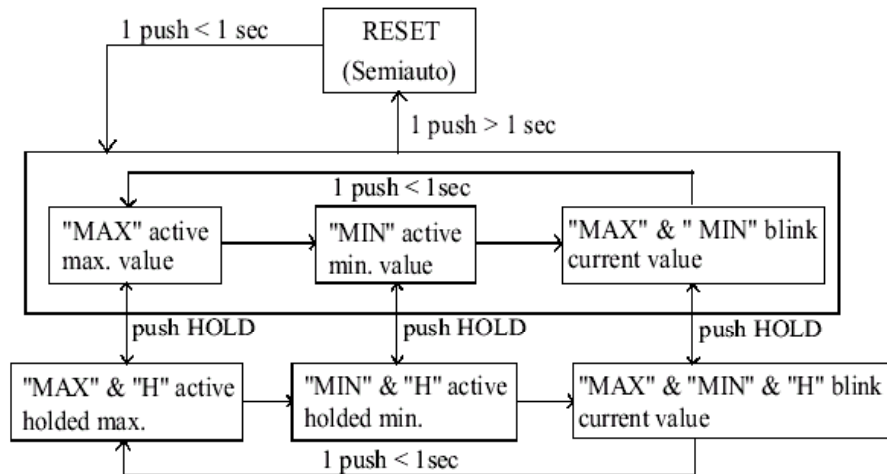 1 push < 1 sec
RESET
(Semiauto)
1 push > 1 sec
1 push < 1sec
"MAX" active
max. value
"MIN" active
min. value
"MAX" & " MIN" blink
current value
push HOLD
push HOLD
push HOLD
"MAX" & "H" active
holded max.
"MIN" & "H" active
holded min.
"MAX" & "MIN" & "H" blink
current value
1 push < 1sec